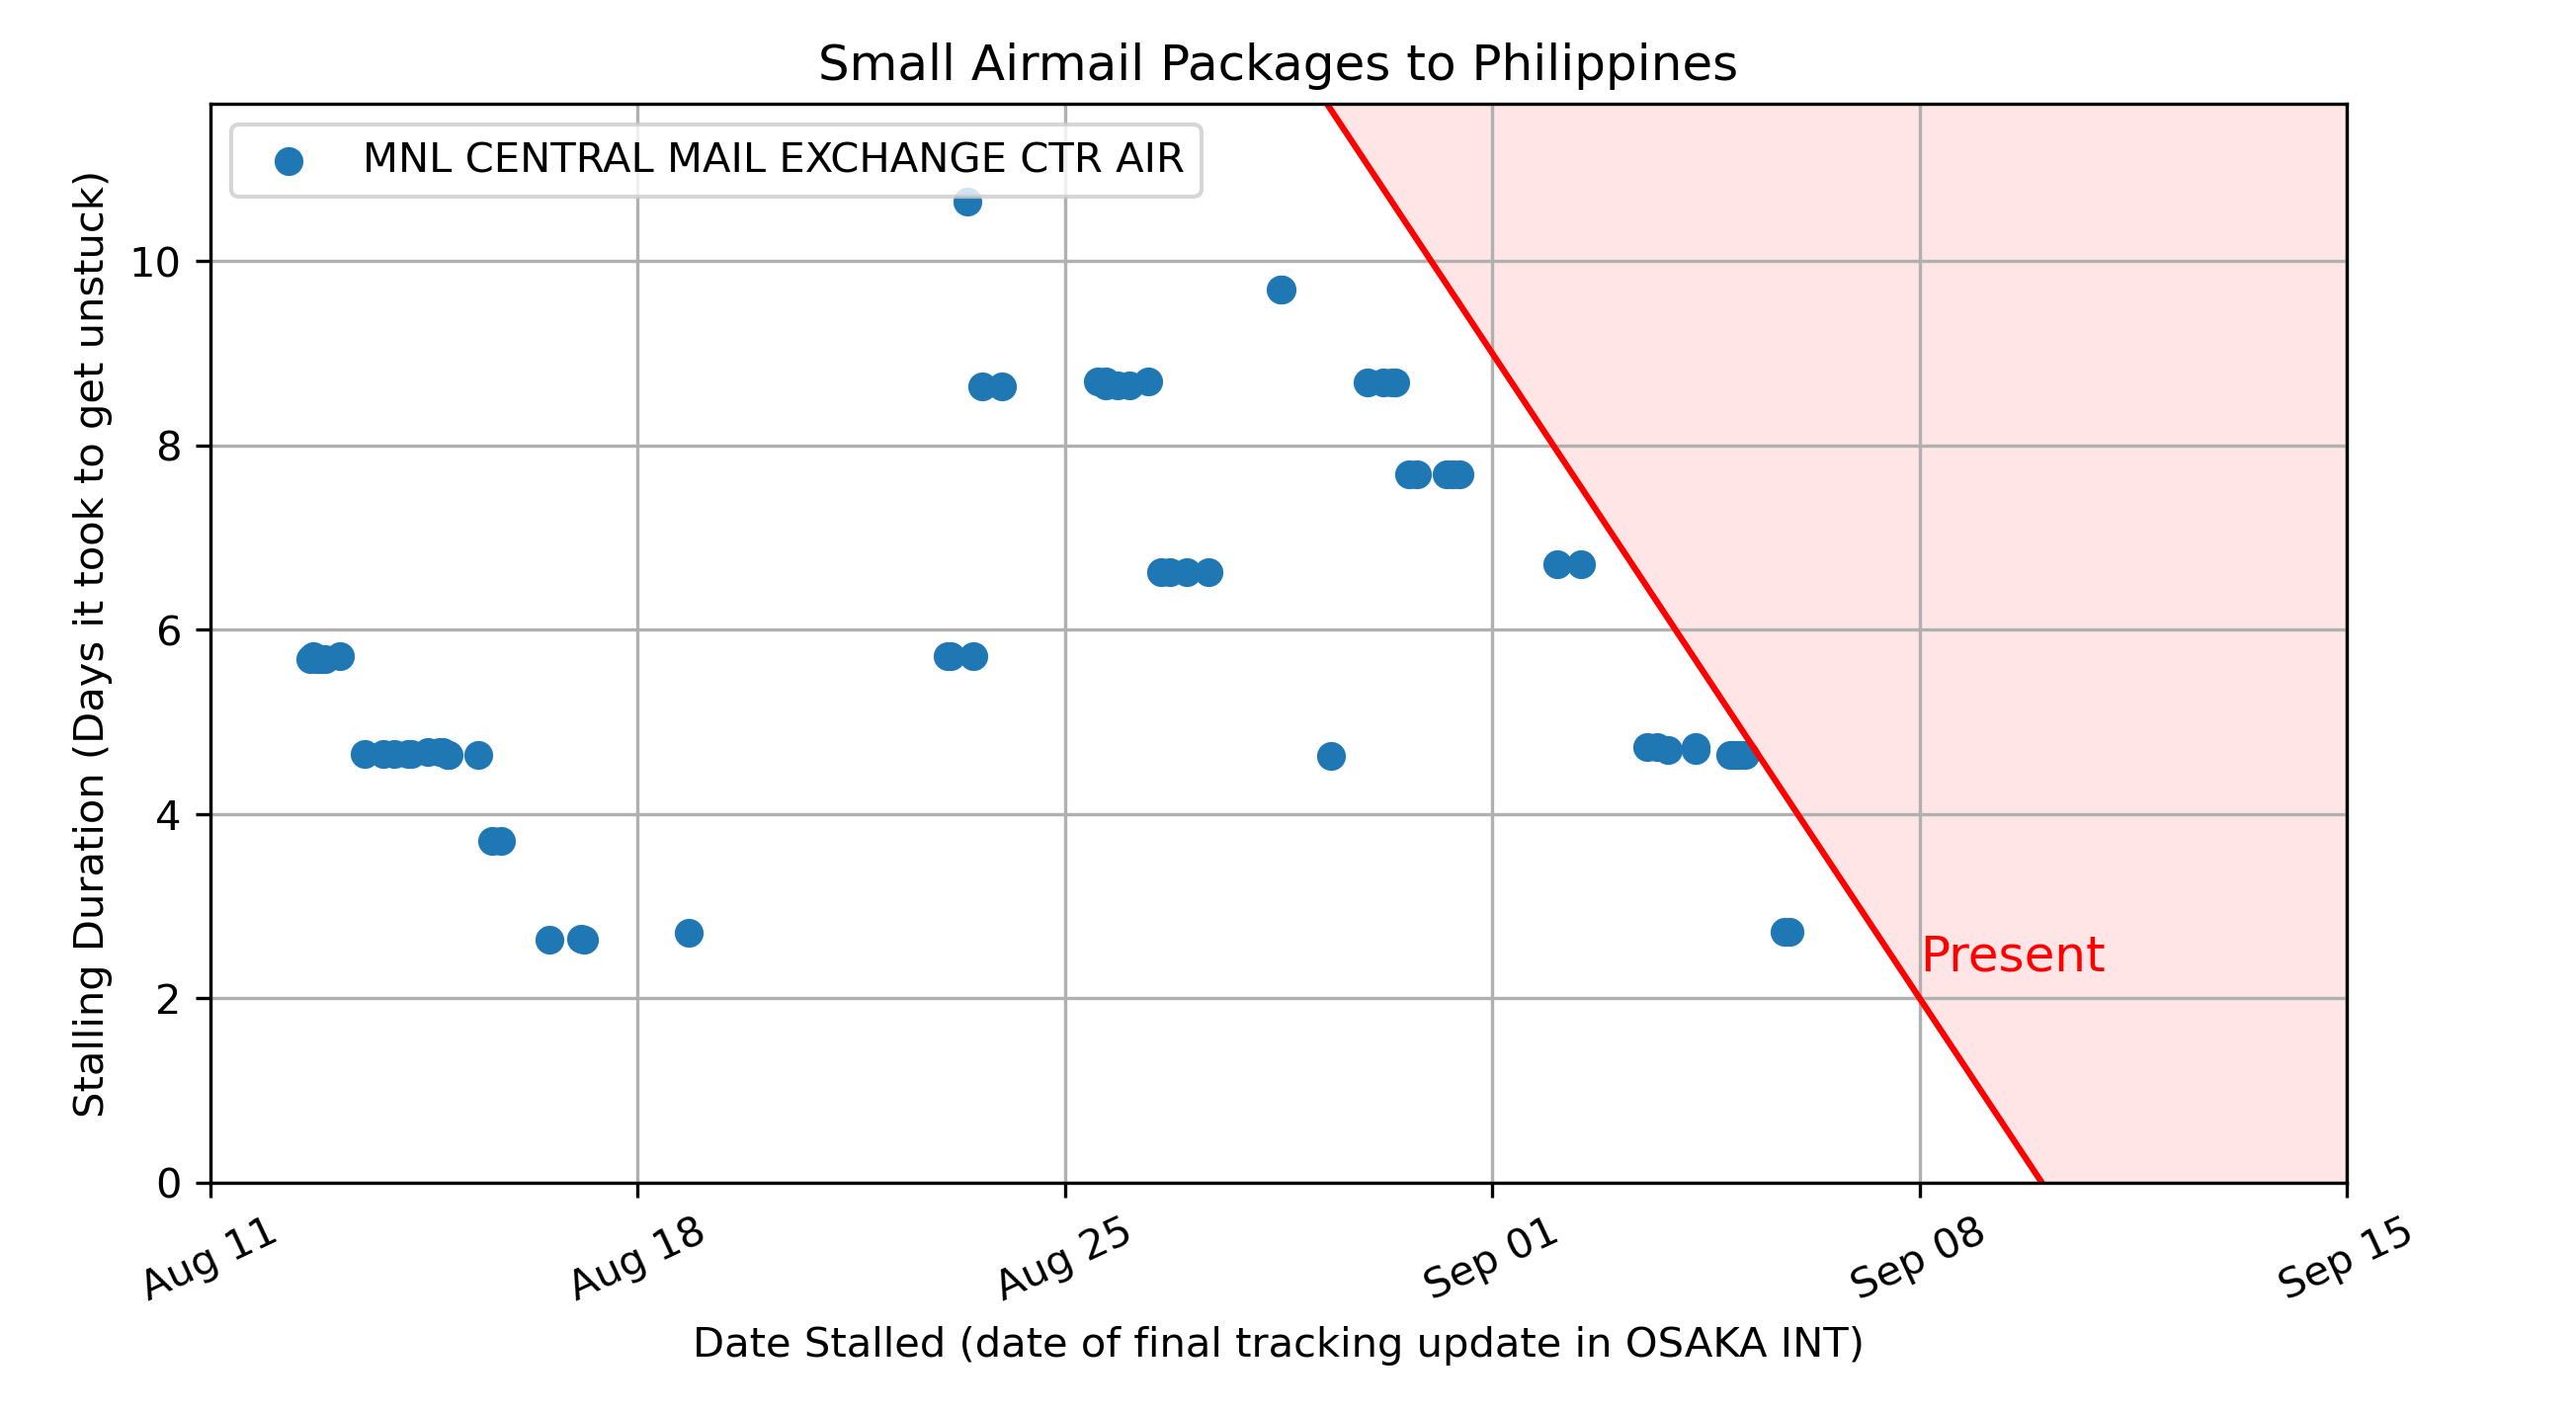 Small Airmail Packages to Philippines
MNL CENTRAL MAIL EXCHANGE CTR AIR
Stalling Duration (Days it took to get unstuck)
10
8
6
4
2
0
Present
Aug 11
Aug 18
Aug 25
Sep 01
Sep 08
Sep 15
Date Stalled (date of final tracking update in OSAKA INT)